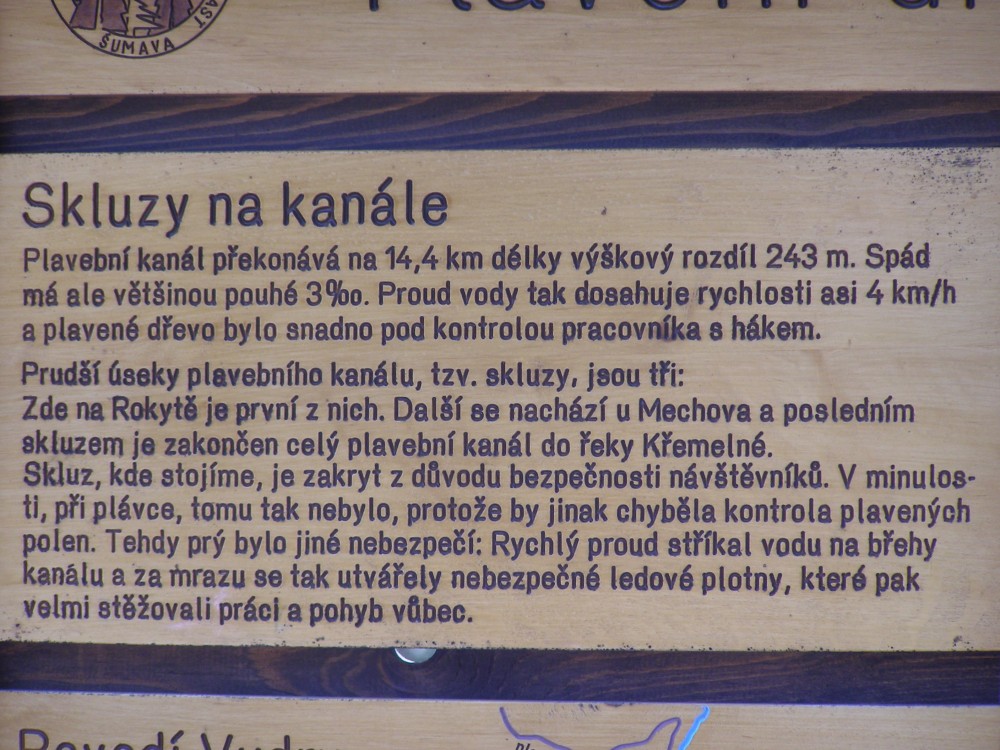 ŠUMAVA
Skluzy na kanále
Plavební kanál překonává na 14,4 km délky výškový rozdíl 243 m. Spád
má ale většinou pouhé 3‰. Proud vody tak dosahuje rychlosti asi 4 km/h
a plavené dřevo bylo snadno pod kontrolou pracovníka s hákem.
Prudší úseky plavebního kanálu, tzv. skluzy, jsou tři:
Zde na Rokytě je první z nich. Další se nachází u Mechova a posledním
skluzem je zakončen celý plavební kanál do řeky Křemelné.
Skluz, kde stojíme, je zakryt z důvodu bezpečnosti návštěvníků. V minulos-
ti, při plávce, tomu tak nebylo, protože by jinak chyběla kontrola plavených
polen. Tehdy prý bylo jiné nebezpečí: Rychlý proud stříkal vodu na břehy
kanálu a za mrazu se tak utvářely nebezpečné ledové plotny, které pak
velmi stěžovali práci a pohyb vůbec.